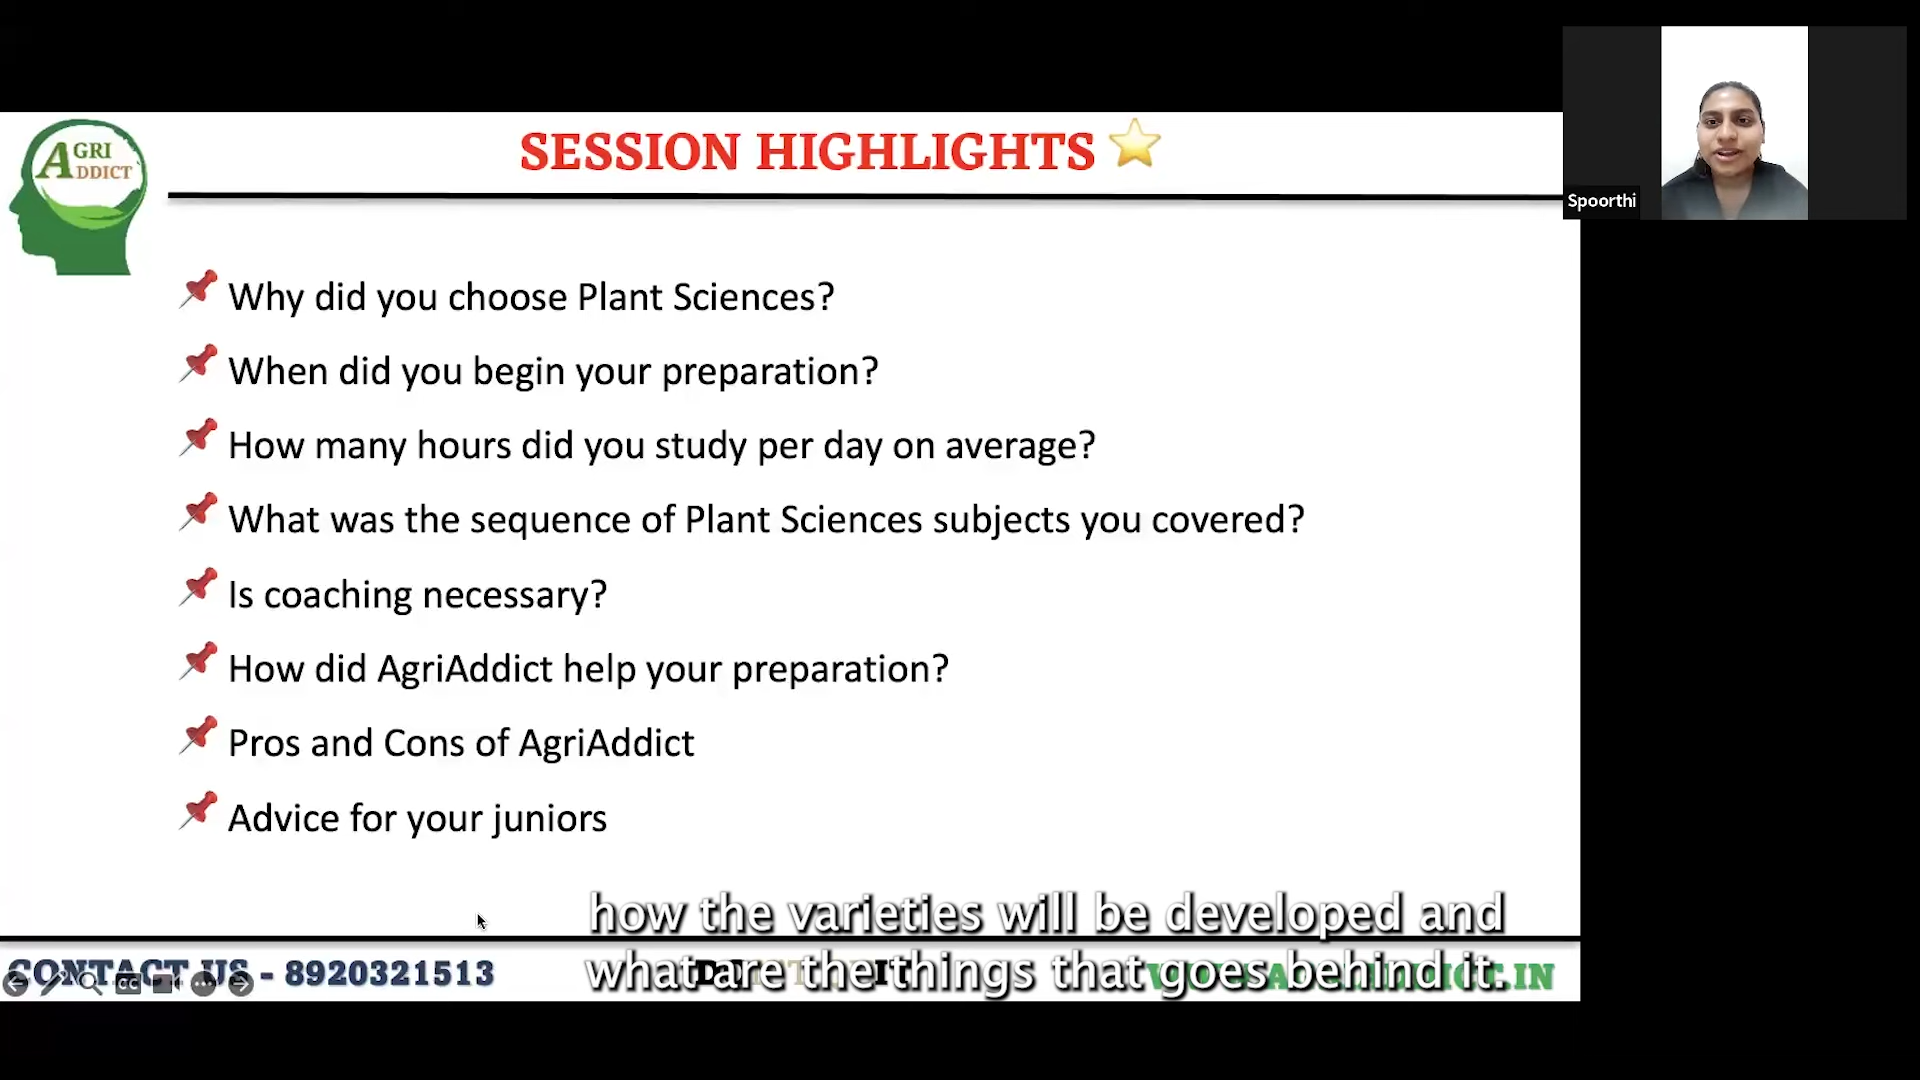 AGRI
ADDICT
SESSION HIGHLIGHTS
Spoorthi
Why did you choose Plant Sciences?
When did you begin your preparation?
How many hours did you study per day on average?
What was the sequence of Plant Sciences subjects you covered?
Is coaching necessary?
How did AgriAddict help your preparation?
Pros and Cons of AgriAddict
Advice for your juniors
how the varieties will be developed and
what are the things that goes behind it.
CONTACT US - 8920321513